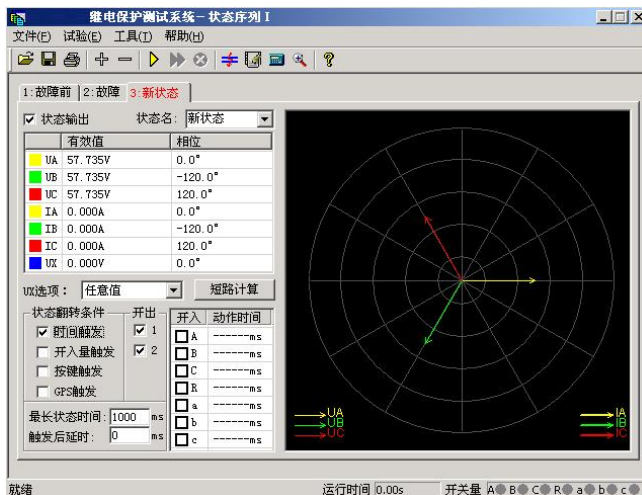 继电保护测试系统-状态序列 I
文件(F) 试验(E) 工具(T) 帮助(H)
1:故障前 2:故障 3:新状态
状态输出 状态名: 新状态
有效值 相位
UA 57.735V 0.0°
UB 57.735V -120.0°
UC 57.735V 120.0°
IA 0.000A 0.0°
IB 0.000A -120.0°
IC 0.000A 120.0°
UX 0.000V 0.0°
UX选项: 任意值 短路计算
状态翻转条件 开出 开入 动作时间
时间触发 1 A ------ms
开入量触发 2 B ------ms
按键触发 C ------ms
GPS触发 R ------ms
最长状态时间: 1000 ms a ------ms
触发后延时: 0 ms b ------ms
c ------ms
UA IA
UB IB
UC IC
就绪 运行时间 0.00s 开关量 A B C R a b c